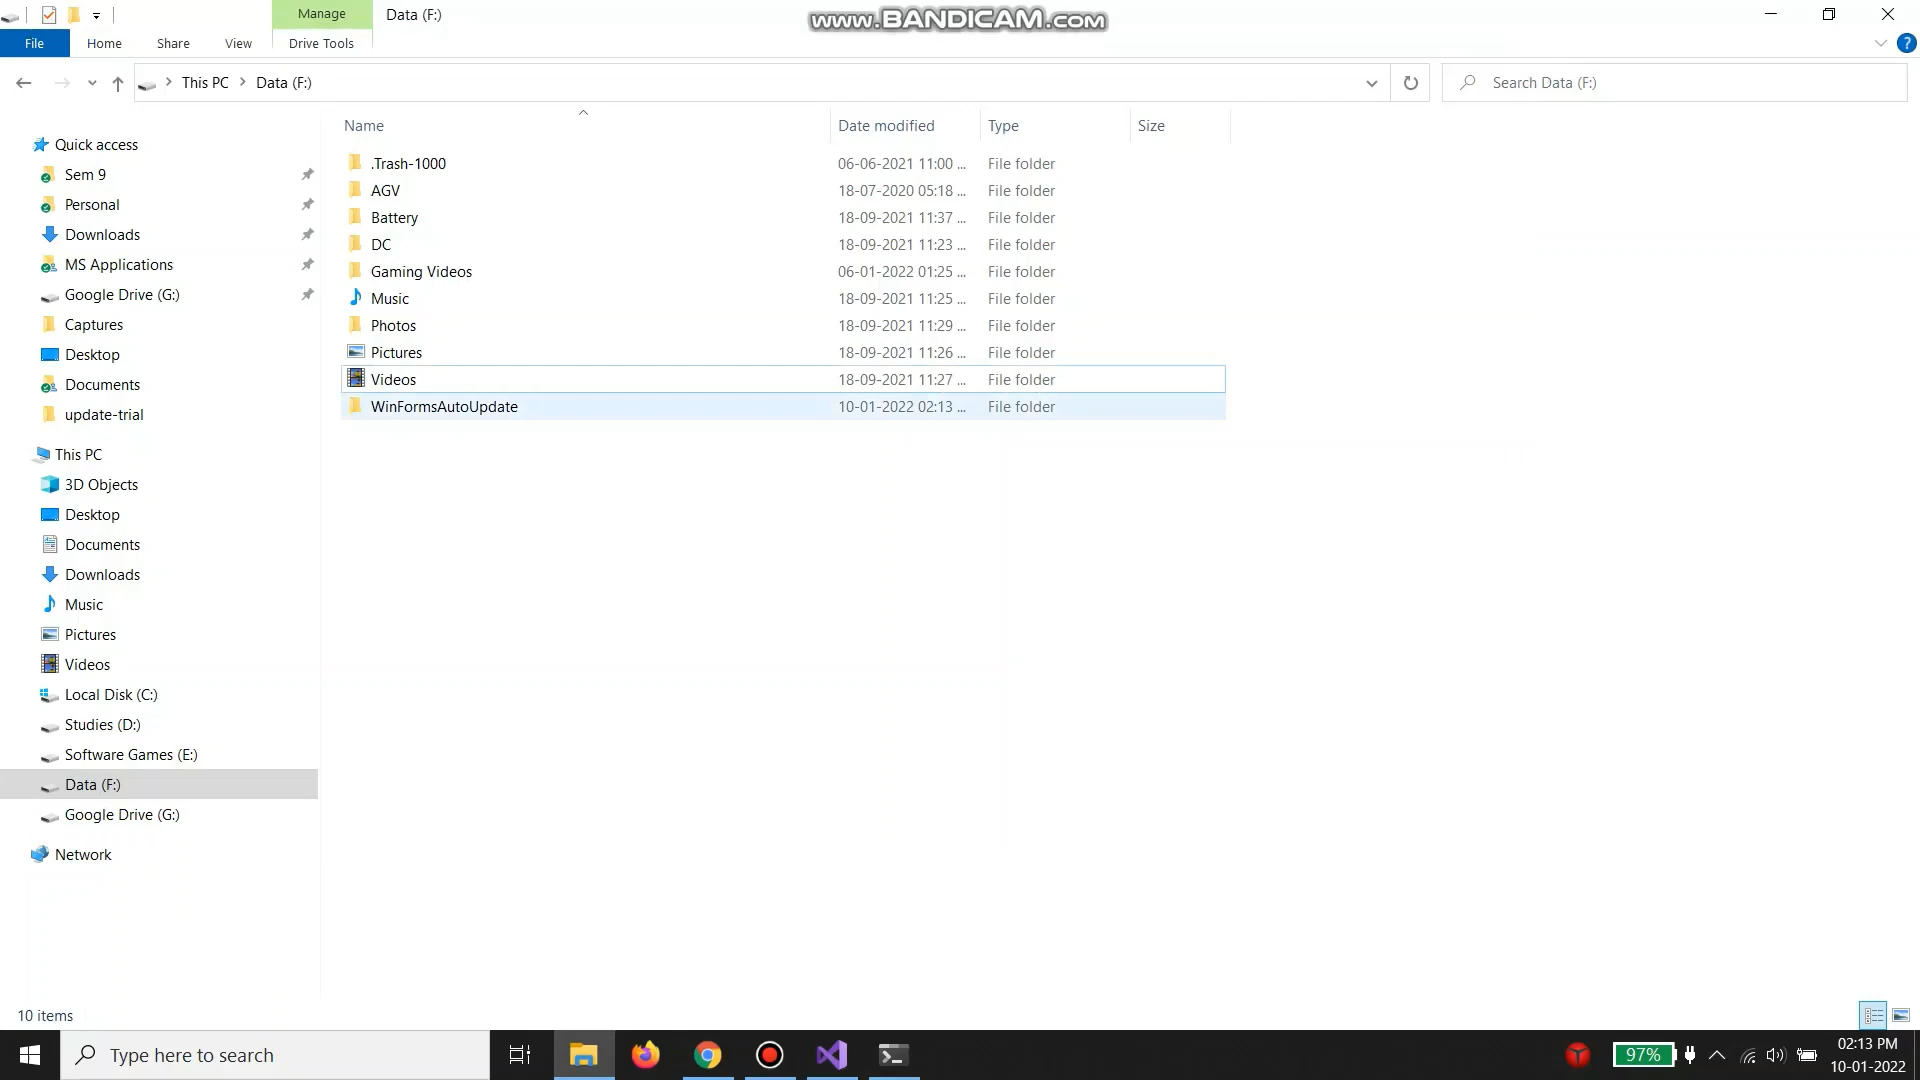 Manage
Data (F:)
www.BANDICAM.com
File
Home
Share
View
Drive Tools
?
This PC
Data (F:)
Search Data (F:)
Name
Date modified
Type
Size
.Trash-1000 06-06-2021 11:00 ... File folder
AGV 18-07-2020 05:18 ... File folder
Battery 18-09-2021 11:37 ... File folder
DC 18-09-2021 11:23 ... File folder
Gaming Videos 06-01-2022 01:25 ... File folder
Music 18-09-2021 11:25 ... File folder
Photos 18-09-2021 11:29 ... File folder
Pictures 18-09-2021 11:26 ... File folder
Videos 18-09-2021 11:27 ... File folder
WinFormsAutoUpdate 10-01-2022 02:13 ... File folder
Quick access
Sem 9
Personal
Downloads
MS Applications
Google Drive (G:)
Captures
Desktop
Documents
update-trial
This PC
3D Objects
Desktop
Documents
Downloads
Music
Pictures
Videos
Local Disk (C:)
Studies (D:)
Software Games (E:)
Data (F:)
Google Drive (G:)
Network
10 items
Type here to search
97%
02:13 PM
10-01-2022